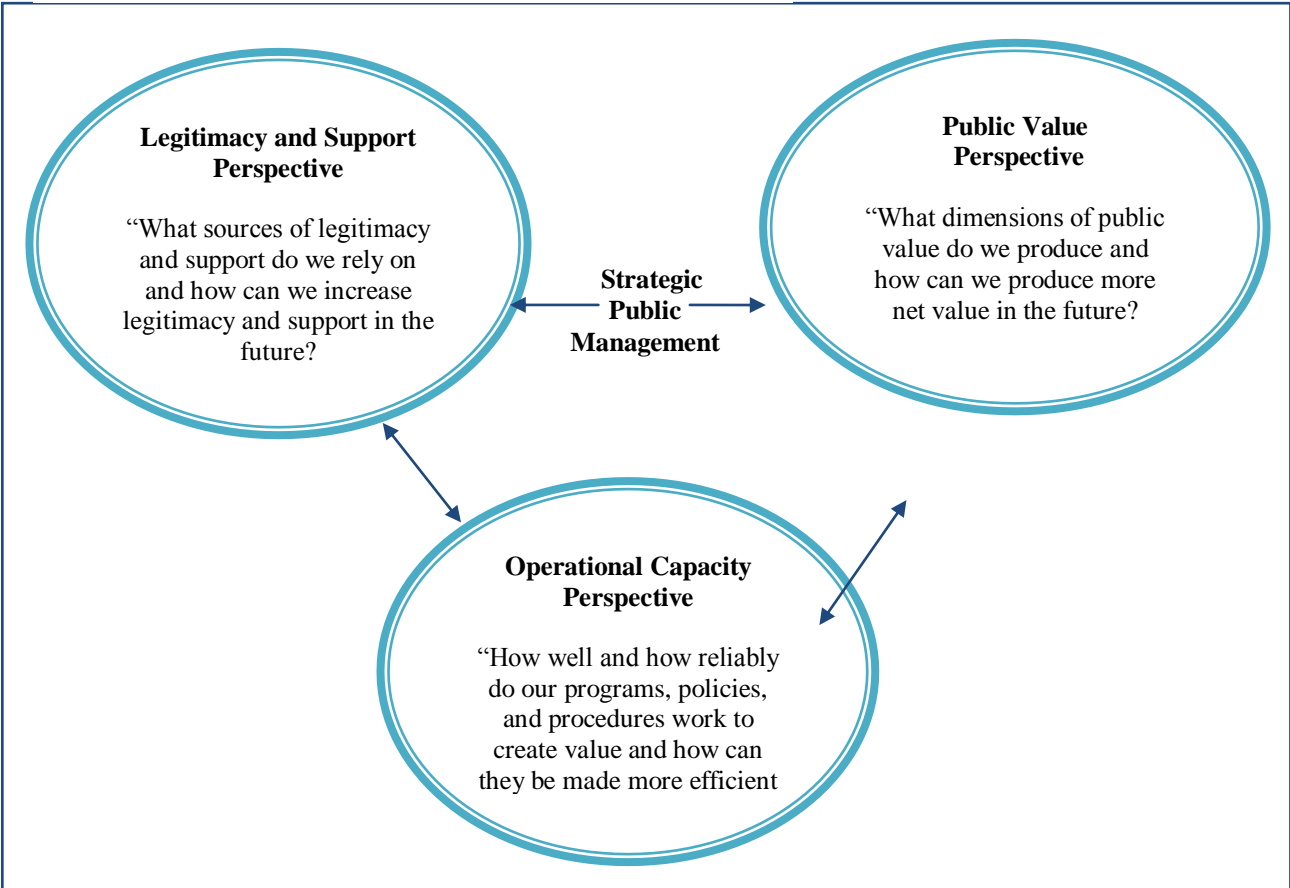 Legitimacy and Support
Perspective
“What sources of legitimacy
and support do we rely on
and how can we increase
legitimacy and support in the
future?
Strategic
Public
Management
Public Value
Perspective
“What dimensions of public
value do we produce and
how can we produce more
net value in the future?
Operational Capacity
Perspective
“How well and how reliably
do our programs, policies,
and procedures work to
create value and how can
they be made more efficient